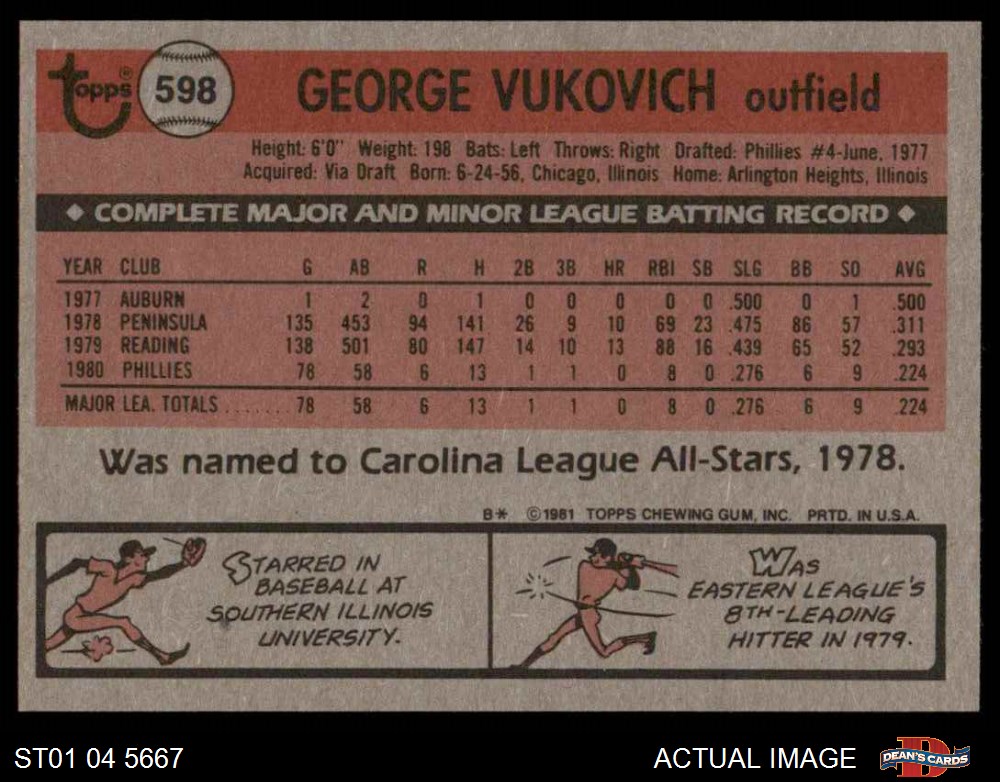 topps® 598 GEORGE VUKOVICH outfield
Height: 6'0" Weight: 198 Bats: Left Throws: Right Drafted: Phillies #4-June, 1977
Acquired: Via Draft Born: 6-24-56, Chicago, Illinois Home: Arlington Heights, Illinois
◆ COMPLETE MAJOR AND MINOR LEAGUE BATTING RECORD ◆
YEAR CLUB G AB R H 2B 3B HR RBI SB SLG BB SO AVG
1977 AUBURN 1 2 0 1 0 0 0 0 0 .500 0 1 .500
1978 PENINSULA 135 453 94 141 26 9 10 69 23 .475 86 57 .311
1979 READING 138 501 80 147 14 10 13 88 16 .439 65 52 .293
1980 PHILLIES 78 58 6 13 1 1 0 8 0 .276 6 9 .224
MAJOR LEA. TOTALS ....... 78 58 6 13 1 1 0 8 0 .276 6 9 .224
Was named to Carolina League All-Stars, 1978.
B* ©1981 TOPPS CHEWING GUM, INC. PRTD. IN U.S.A.
STARRED IN
BASEBALL AT
SOUTHERN ILLINOIS
UNIVERSITY.
WAS
EASTERN LEAGUE'S
8TH-LEADING
HITTER IN 1979.
ST01 04 5667 ACTUAL IMAGE DEAN'S CARDS